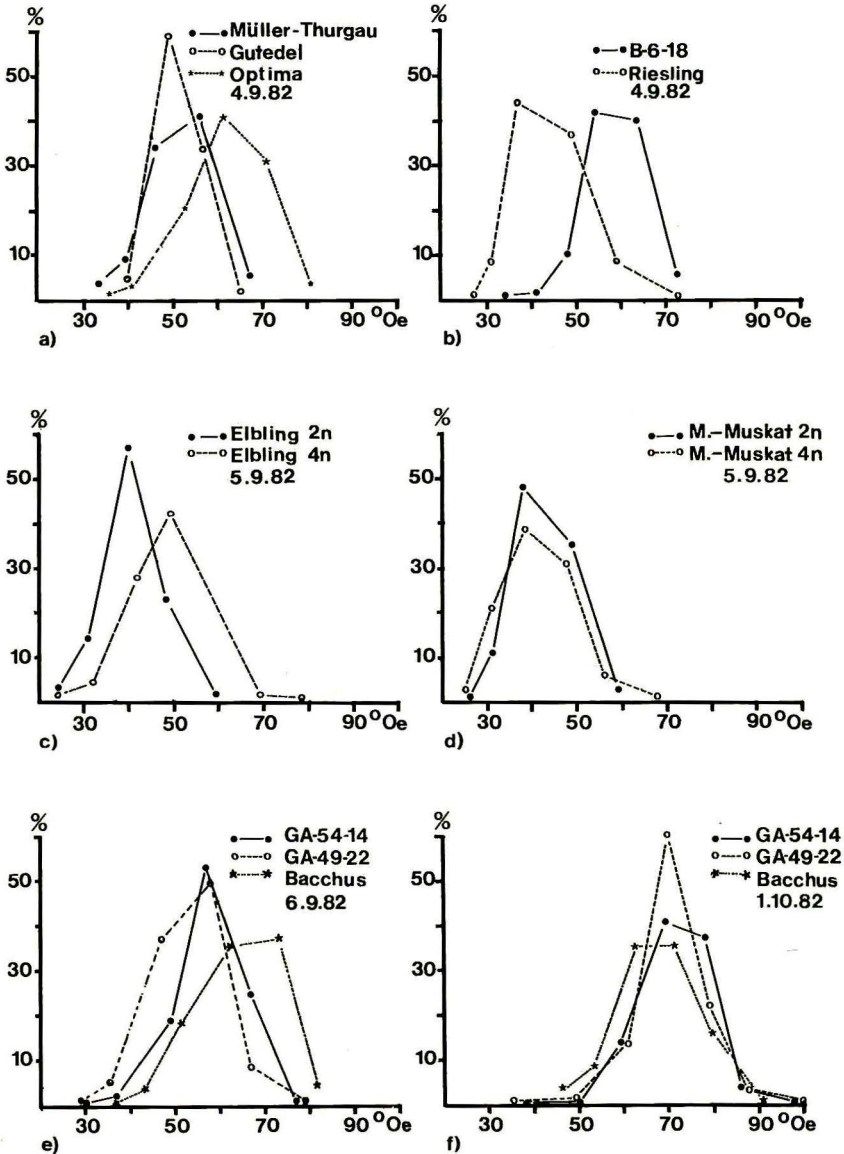 %
Müller-Thurgau
Gutedel
Optima
4.9.82
50
30
10
30 50 70 90 °Oe
a)
B-6-18
Riesling
4.9.82
50
30
10
30 50 70 90 °Oe
b)
%
Elbling 2n
Elbling 4n
5.9.82
50
30
10
30 50 70 90 °Oe
c)
%
M.-Muskat 2n
M.-Muskat 4n
5.9.82
50
30
10
30 50 70 90 °Oe
d)
%
GA-54-14
GA-49-22
Bacchus
6.9.82
50
30
10
30 50 70 90 °Oe
e)
%
GA-54-14
GA-49-22
Bacchus
1.10.82
50
30
10
30 50 70 90 °Oe
f)